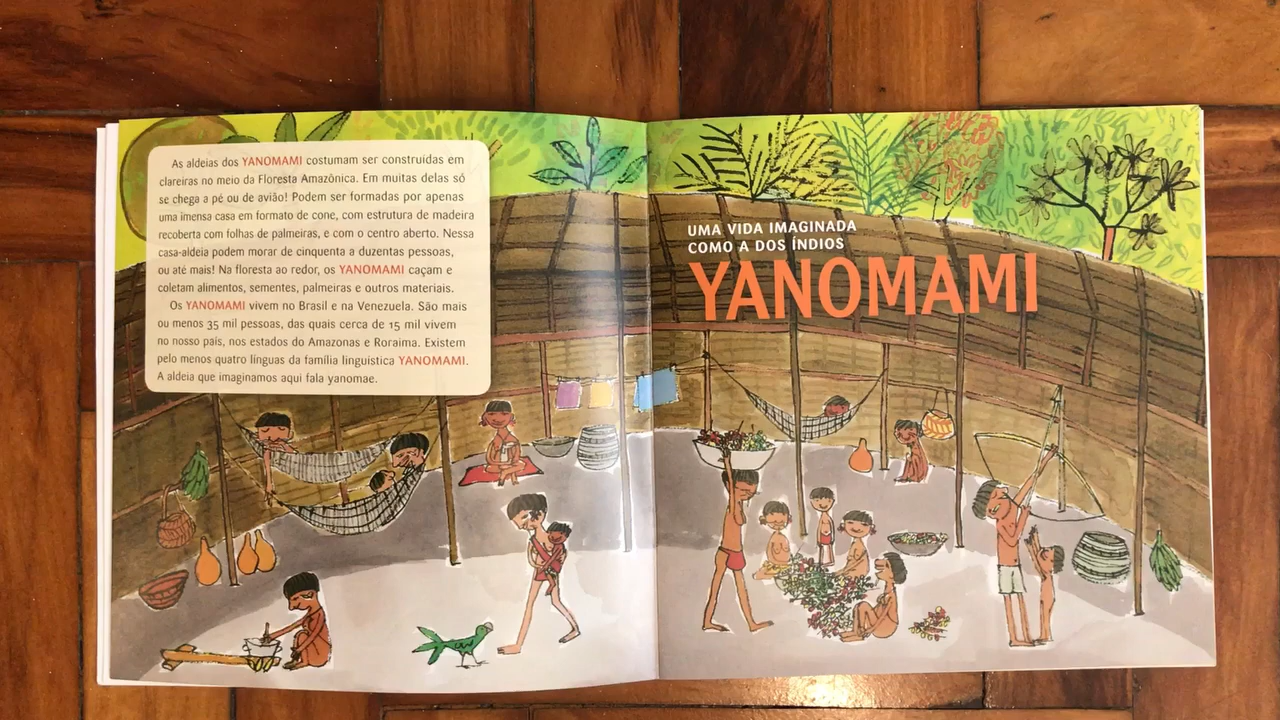 As aldeias dos YANOMAMI costumam ser construídas em
clareiras no meio da Floresta Amazônica. Em muitas delas só
se chega a pé ou de avião! Podem ser formadas por apenas
uma imensa casa em formato de cone, com estrutura de madeira
recoberta com folhas de palmeiras, e com o centro aberto. Nessa
casa-aldeia podem morar de cinquenta a duzentas pessoas,
ou até mais! Na floresta ao redor, os YANOMAMI caçam e
coletam alimentos, sementes, palmeiras e outros materiais.
Os YANOMAMI vivem no Brasil e na Venezuela. São mais
ou menos 35 mil pessoas, das quais cerca de 15 mil vivem
no nosso país, nos estados do Amazonas e Roraima. Existem
pelo menos quatro línguas da família linguística YANOMAMI.
A aldeia que imaginamos aqui fala yanomae.
UMA VIDA IMAGINADA
COMO A DOS ÍNDIOS
YANOMAMI